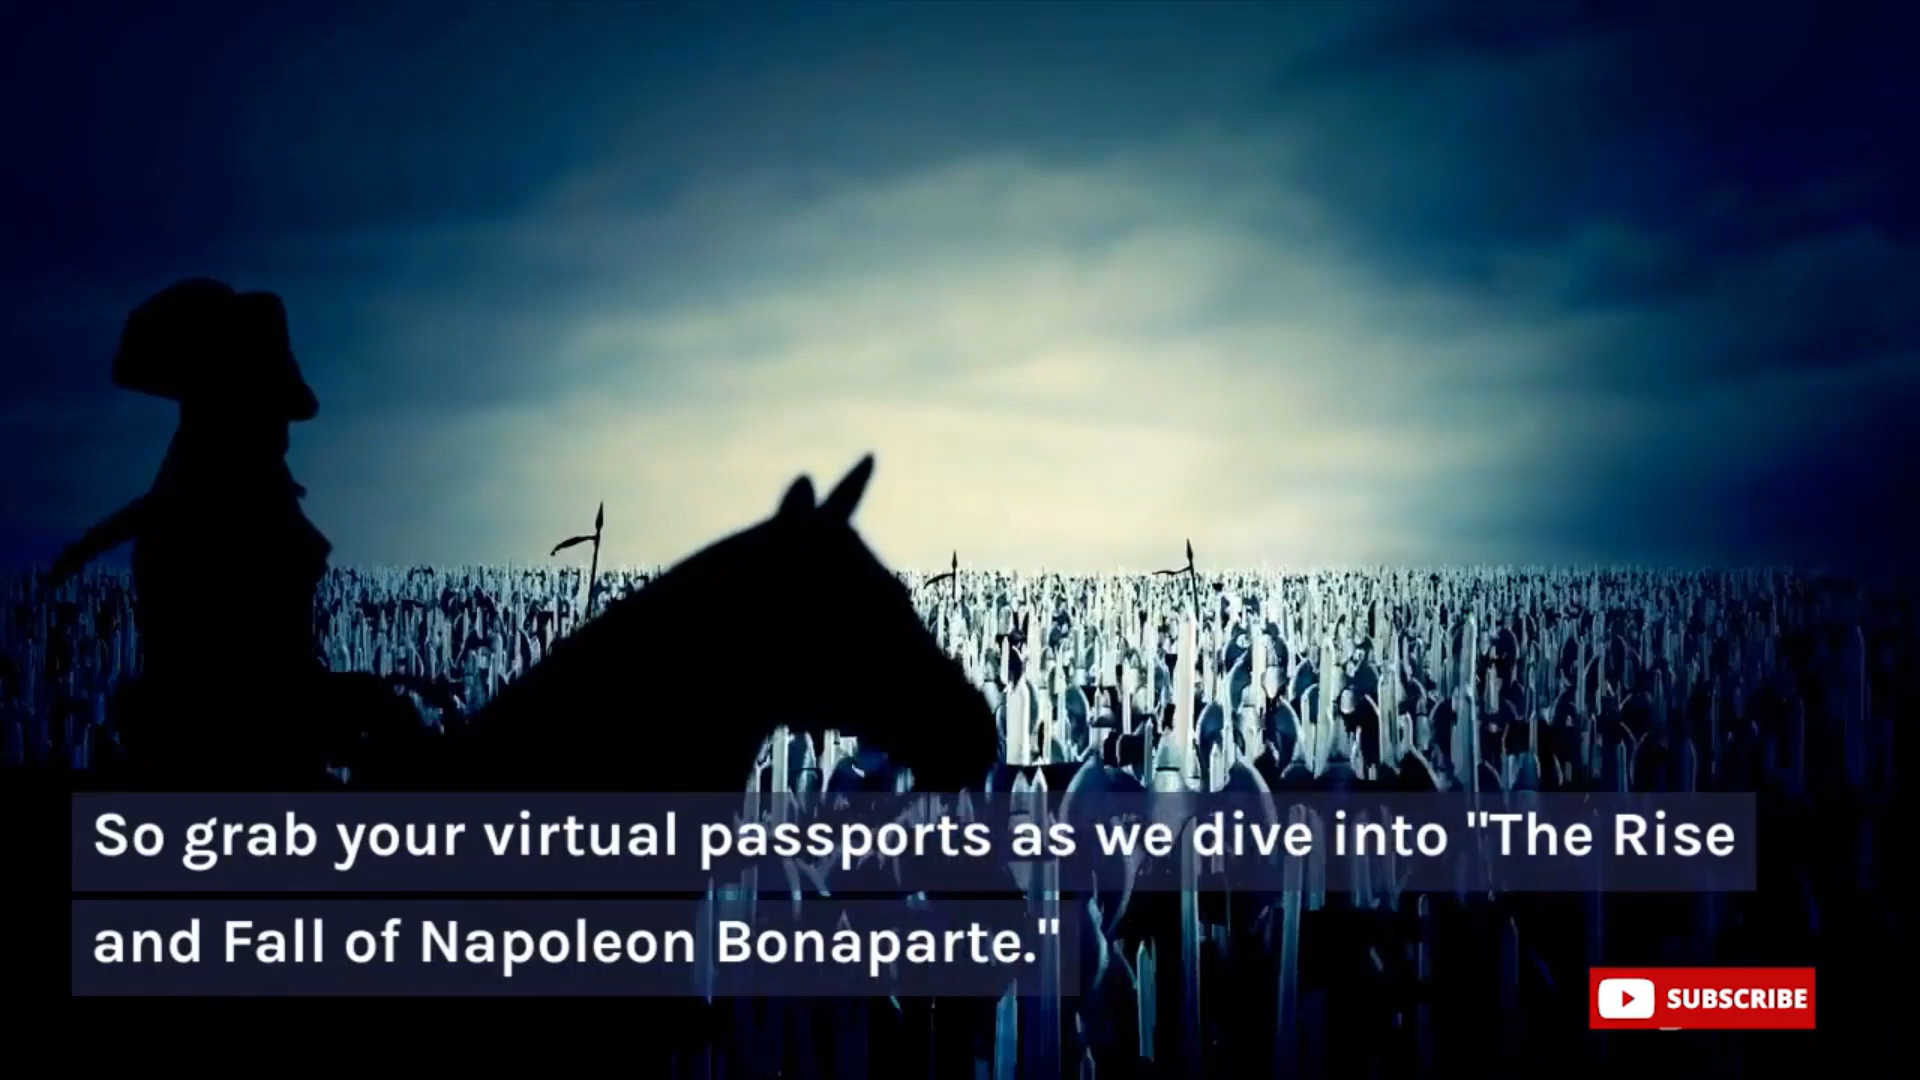 So grab your virtual passports as we dive into "The Rise
and Fall of Napoleon Bonaparte."
SUBSCRIBE